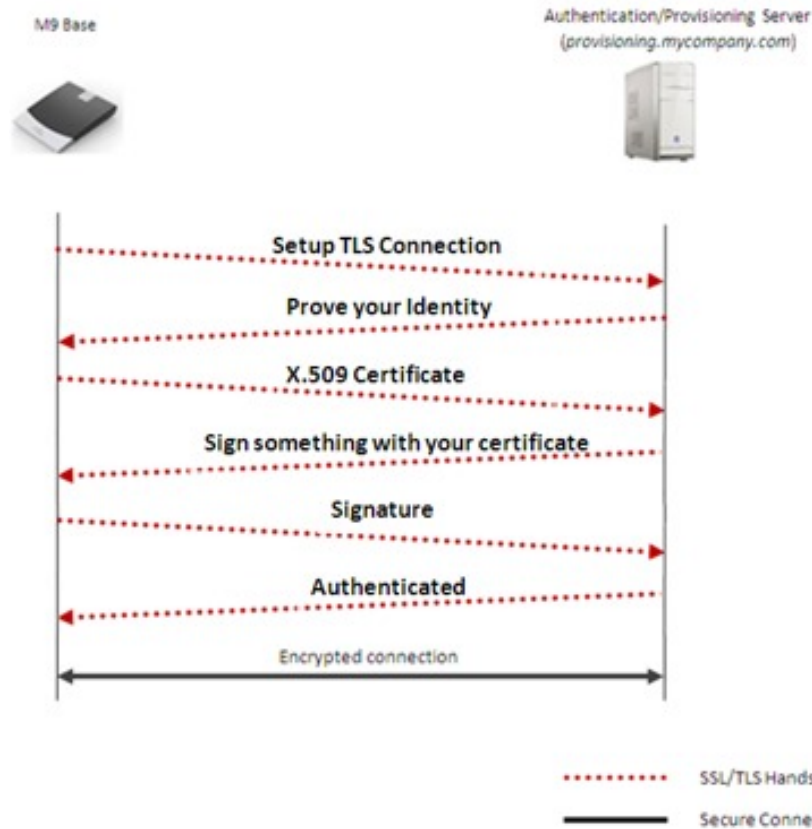 M9 Base
Authentication/Provisioning Server
(provisioning.mycompany.com)
Setup TLS Connection
Prove your Identity
X.509 Certificate
Sign something with your certificate
Signature
Authenticated
Encrypted connection
SSL/TLS Hands
Secure Conne